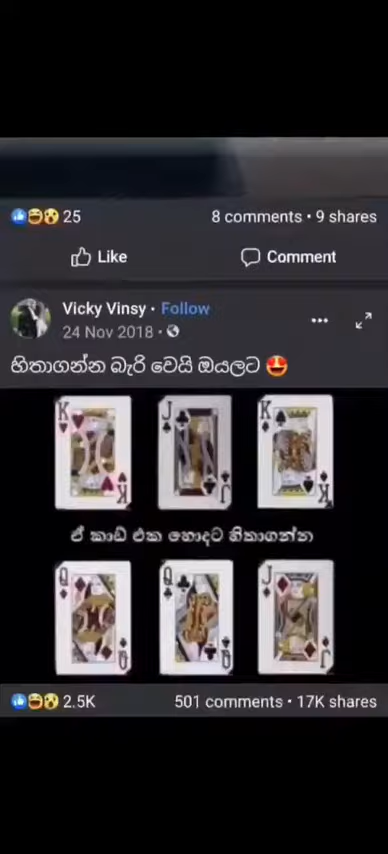 25
8 comments • 9 shares
Like
Comment
Vicky Vinsy • Follow
24 Nov 2018 •
හිතාගන්න බැරි වෙයි ඔයලට 🤩
K J K
K J K
ඒ කාඩ් එක හොදට හිතාගන්න
Q Q J
Q Q J
2.5K
501 comments • 17K shares